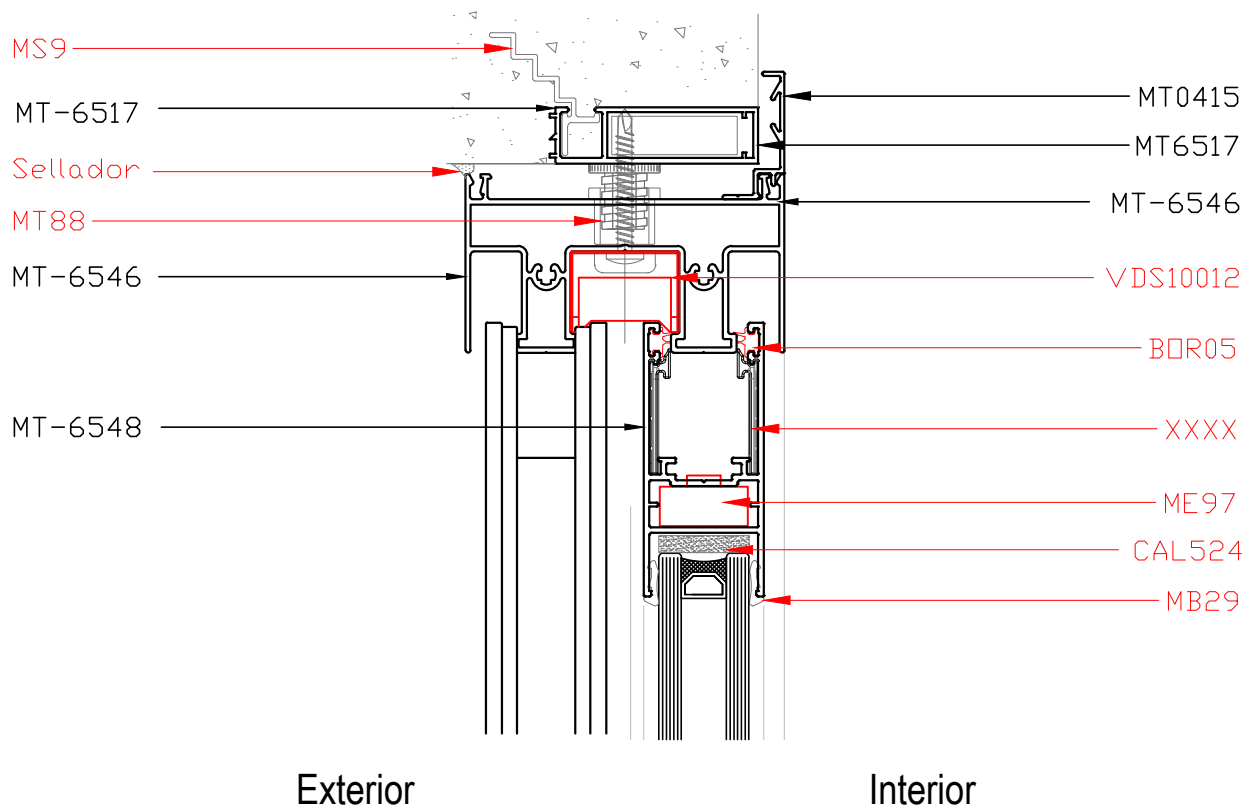 MS9
MT-6517
Sellador
MT88
MT-6546
MT-6548
MT0415
MT6517
MT-6546
VDS10012
BOR05
XXXX
ME97
CAL524
MB29
Exterior
Interior